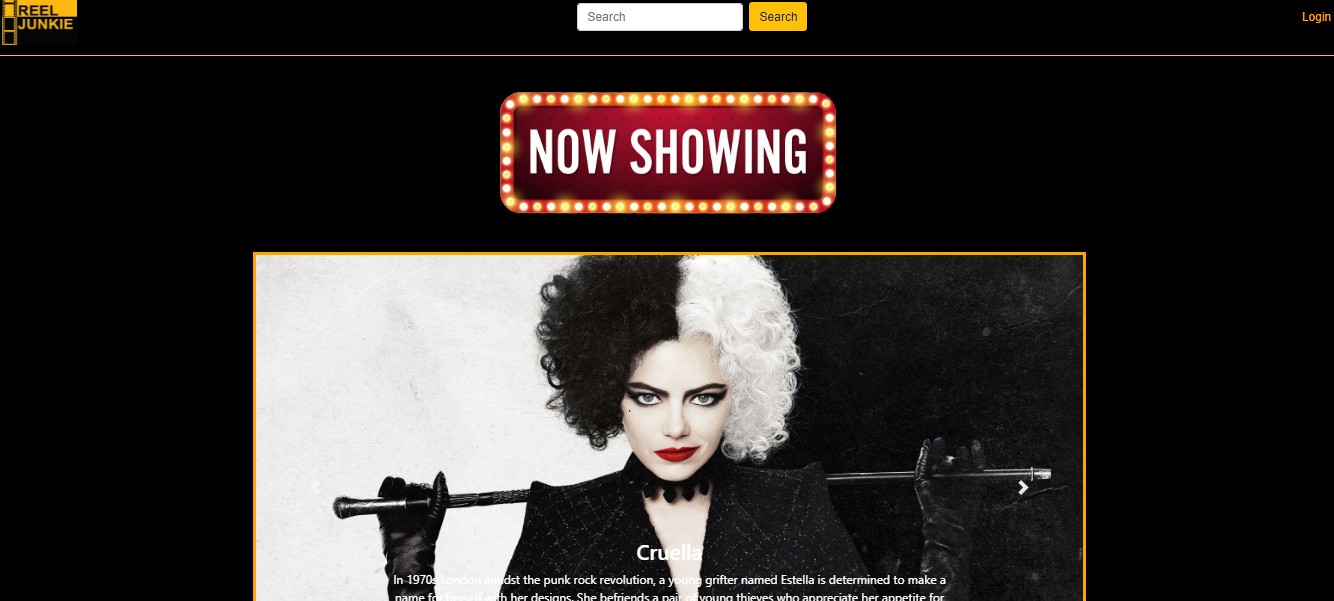 REEL
JUNKIE
Search
Search
Login
NOW SHOWING
Cruella
In 1970s London amidst the punk rock revolution, a young grifter named Estella is determined to make a
name for herself with her designs. She befriends a pair of young thieves who appreciate her appetite for